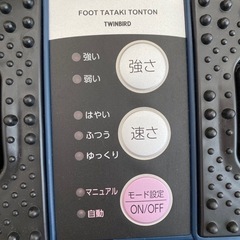 FOOT TATAKI TONTON
TWINBIRD
強い
弱い
強さ
はやい
ふつう
ゆっくり
速さ
マニュアル
自動
モード設定
ON/OFF